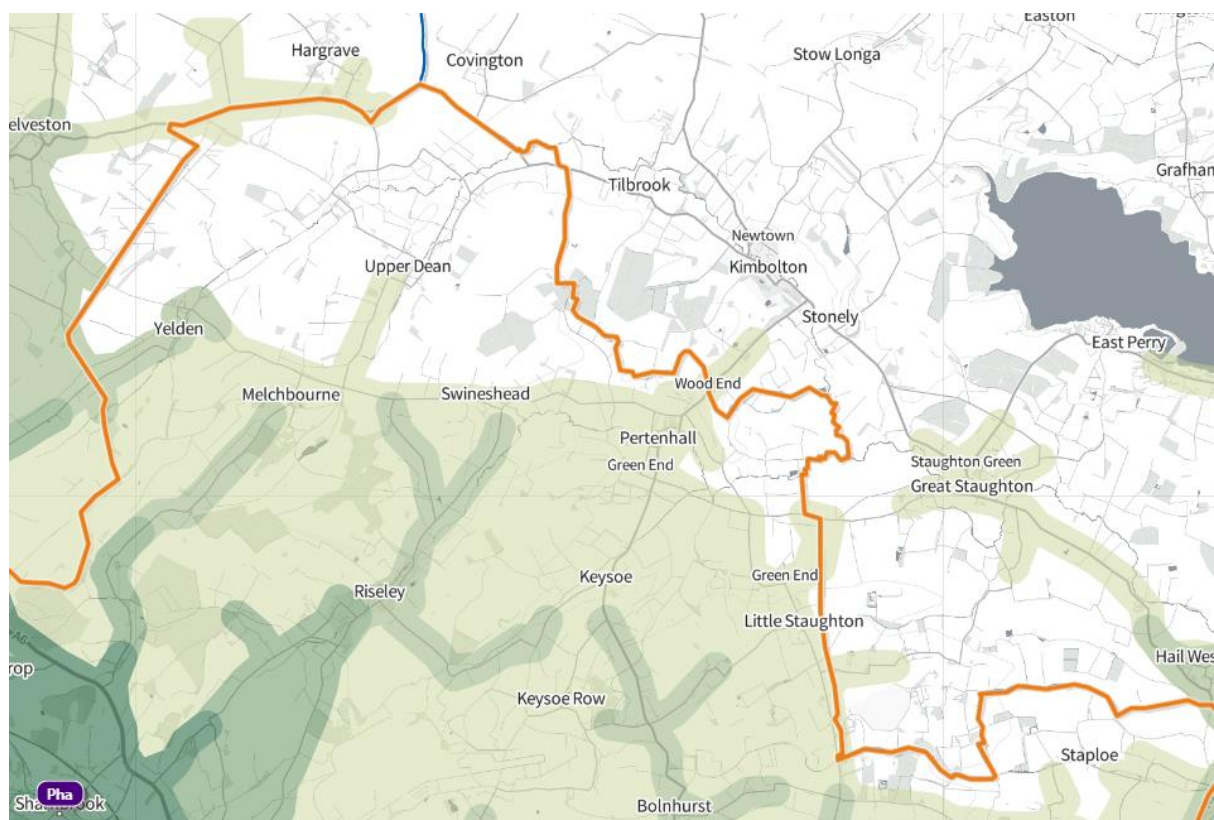 Easton
Hargrave
Covington
Stow Longa
elveston
Grafham
Tilbrook
Newtown
Kimbolton
Upper Dean
Stonely
Yelden
East Perry
Wood End
Melchbourne
Swineshead
Pertenhall
Green End
Staughton Green
Great Staughton
Keysoe
Green End
Riseley
Little Staughton
A6
rop
Hail Wes
Keysoe Row
Staploe
Pha
Bolnhurst